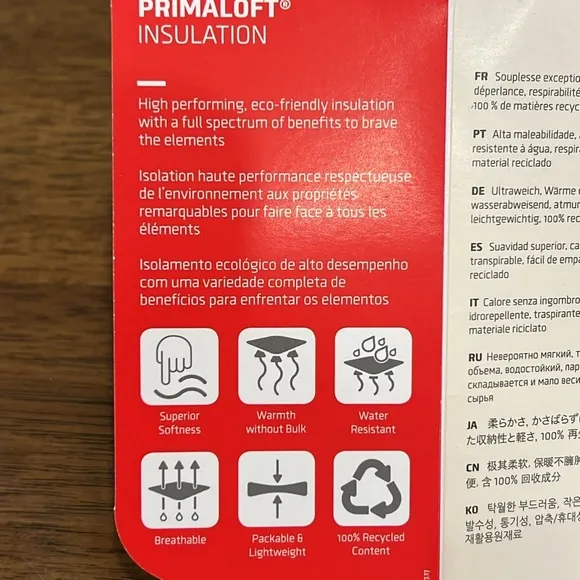 PRIMALOFT®
INSULATION
High performing, eco-friendly insulation
with a full spectrum of benefits to brave
the elements
Isolation haute performance respectueuse
de l'environnement aux propriétés
remarquables pour faire face à tous les
éléments
Isolamento ecológico de alto desempenho
com uma variedade completa de
benefícios para enfrentar os elementos
Superior
Softness
Warmth
without Bulk
Water
Resistant
Breathable
Packable &
Lightweight
100% Recycled
Content
FR Souplesse exceptio
déperlance, respirabilité
100 % de matières recyc
PT Alta maleabilidade,
resistente à água, respir
material reciclado
DE Ultraweich, Wärme
wasserabweisend, atmun
leichtgewichtig, 100% rec
ES Suavidad superior, ca
transpirable, fácil de empa
reciclado
IT Calore senza ingombro
idrorepellente, traspirante
materiale riciclato
RU Невероятно мягкий, т
объема, водостойкий, пар
складывается и мало веси
сырья
JA 柔らかさ、かさばらず
た収納性と軽さ、100% 再
CN 极其柔软, 保暖不臃肿
便, 含 100% 回收成分
KO 탁월한 부드러움, 작은
발수성, 통기성, 압축/휴대성
재활용원재료